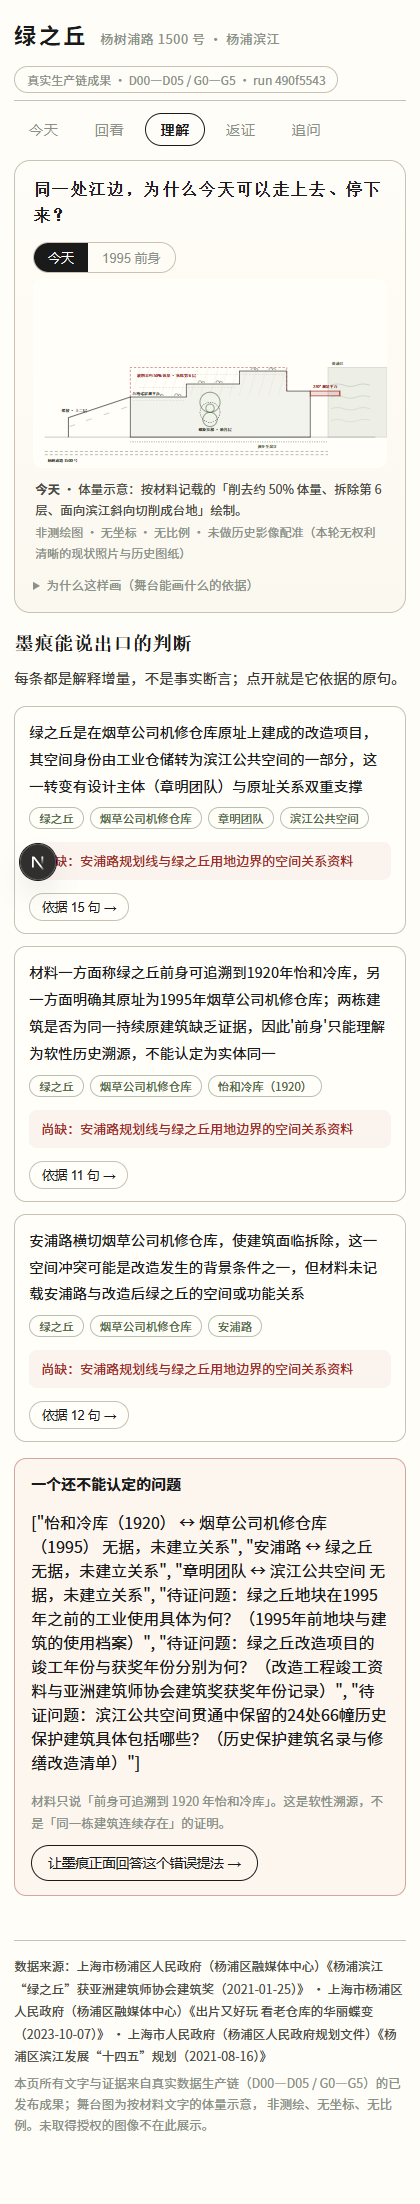 绿之丘 杨树浦路 1500 号 · 杨浦滨江
真实生产链成果 · D00—D05 / G0—G5 · run 490f5543
今天 回看 理解 返证 追问
同一处江边，为什么今天可以走上去、停下
来？
今天 1995 前身
今天 · 体量示意：按材料记载的「削去约 50% 体量、拆除第 6
层、面向滨江斜向切削成台地」绘制。
非测绘图 · 无坐标 · 无比例 · 未做历史影像配准（本轮无权利
清晰的现状照片与历史图纸）
▶ 为什么这样画（舞台能画什么的依据）
墨痕能说出口的判断
每条都是解释增量，不是事实断言；点开就是它依据的原句。
绿之丘是在烟草公司机修仓库原址上建成的改造项目，
其空间身份由工业仓储转为滨江公共空间的一部分，这
一转变有设计主体（章明团队）与原址关系双重支撑
绿之丘 烟草公司机修仓库 章明团队 滨江公共空间
N 缺：安浦路规划线与绿之丘用地边界的空间关系资料
依据 15 句 →
材料一方面称绿之丘前身可追溯到1920年怡和冷库，另
一方面明确其原址为1995年烟草公司机修仓库；两栋建
筑是否为同一持续原建筑缺乏证据，因此'前身'只能理解
为软性历史溯源，不能认定为实体同一
绿之丘 烟草公司机修仓库 怡和冷库（1920）
尚缺：安浦路规划线与绿之丘用地边界的空间关系资料
依据 11 句 →
安浦路横切烟草公司机修仓库，使建筑面临拆除，这一
空间冲突可能是改造发生的背景条件之一，但材料未记
载安浦路与改造后绿之丘的空间或功能关系
绿之丘 烟草公司机修仓库 安浦路
尚缺：安浦路规划线与绿之丘用地边界的空间关系资料
依据 12 句 →
一个还不能认定的问题
["怡和冷库（1920） ↔ 烟草公司机修仓库
（1995） 无据，未建立关系", "安浦路 ↔ 绿之丘
无据，未建立关系", "章明团队 ↔ 滨江公共空间 无
据，未建立关系", "待证问题：绿之丘地块在1995
年之前的工业使用具体为何？（1995年前地块与建
筑的使用档案）", "待证问题：绿之丘改造项目的
竣工年份与获奖年份分别为何？（改造工程竣工资
料与亚洲建筑师协会建筑奖获奖年份记录）", "待
证问题：滨江公共空间贯通中保留的24处66幢历史
保护建筑具体包括哪些？（历史保护建筑名录与修
缮改造清单）"]
材料只说「前身可追溯到 1920 年怡和冷库」。这是软性溯源，不
是「同一栋建筑连续存在」的证明。
让墨痕正面回答这个错误提法 →
数据来源：上海市杨浦区人民政府（杨浦区融媒体中心）《杨浦滨江
“绿之丘”获亚洲建筑师协会建筑奖（2021-01-25）》 · 上海市杨浦区
人民政府（杨浦区融媒体中心）《出片又好玩 看老仓库的华丽蝶变
（2023-10-07）》 · 上海市人民政府（杨浦区人民政府规划文件）《杨
浦区滨江发展“十四五”规划（2021-08-16）》
本页所有文字与证据来自真实数据生产链（D00—D05 / G0—G5）的已
发布成果；舞台图为按材料文字的体量示意， 非测绘、无坐标、无比
例。未取得授权的图像不在此展示。